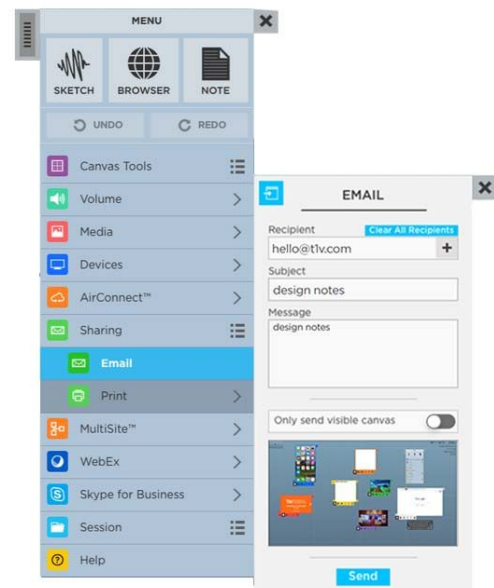 MENU
SKETCH BROWSER NOTE
UNDO REDO
Canvas Tools
Volume
Media
Devices
AirConnect™
Sharing
Email
Print
MultiSite™
WebEx
Skype for Business
Session
Help
EMAIL
Recipient Clear All Recipients
hello@t1v.com +
Subject
design notes
Message
design notes
Only send visible canvas
Send